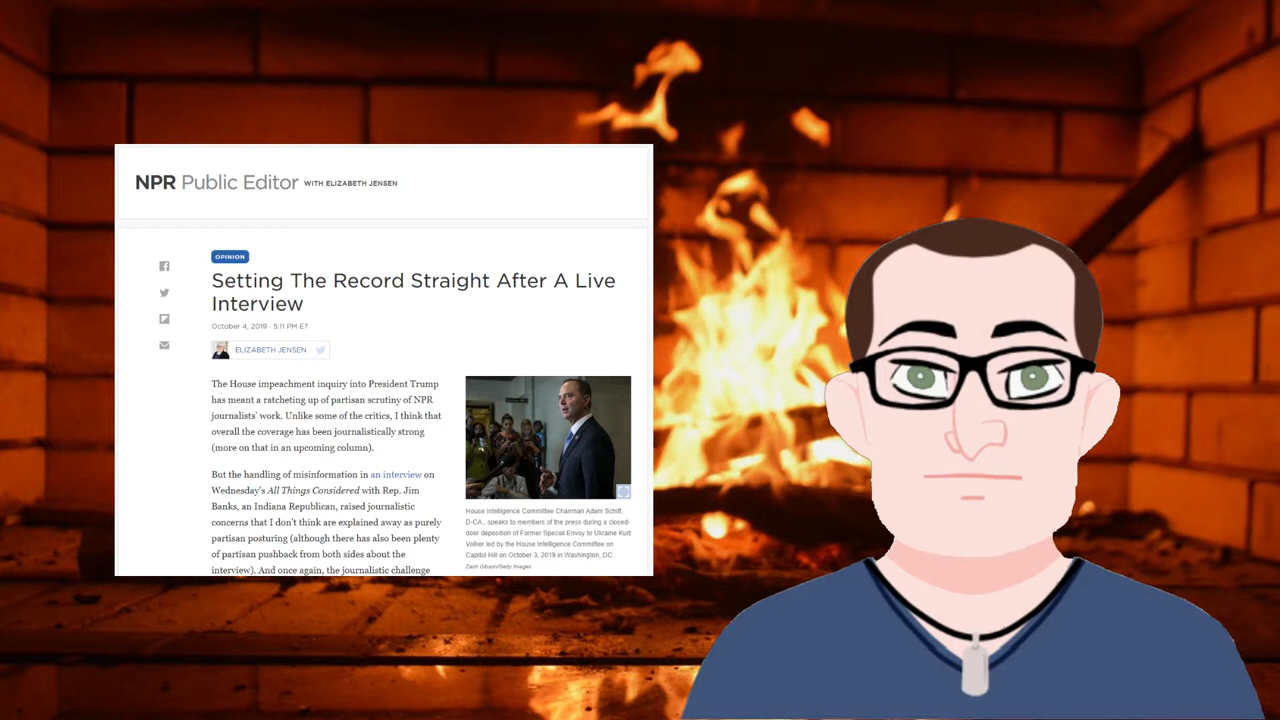 NPR Public Editor WITH ELIZABETH JENSEN
OPINION
Setting The Record Straight After A Live
Interview
October 4, 2019 · 5:11 PM ET
ELIZABETH JENSEN
The House impeachment inquiry into President Trump
has meant a ratcheting up of partisan scrutiny of NPR
journalists' work. Unlike some of the critics, I think that
overall the coverage has been journalistically strong
(more on that in an upcoming column).
But the handling of misinformation in an interview on
Wednesday's All Things Considered with Rep. Jim
Banks, an Indiana Republican, raised journalistic
concerns that I don't think are explained away as purely
partisan posturing (although there has also been plenty
of partisan pushback from both sides about the
interview). And once again, the journalistic challenge
House Intelligence Committee Chairman Adam Schiff,
D-CA., speaks to members of the press during a closed-
door deposition of Former Special Envoy to Ukraine Kurt
Volker led by the House Intelligence Committee on
Capitol Hill on October 3, 2019 in Washington, DC.
Zach Gibson/Getty Images